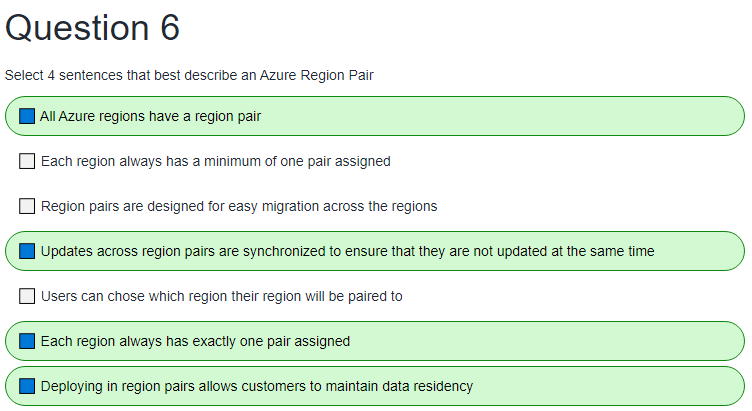 Question 6
Select 4 sentences that best describe an Azure Region Pair
All Azure regions have a region pair
Each region always has a minimum of one pair assigned
Region pairs are designed for easy migration across the regions
Updates across region pairs are synchronized to ensure that they are not updated at the same time
Users can chose which region their region will be paired to
Each region always has exactly one pair assigned
Deploying in region pairs allows customers to maintain data residency